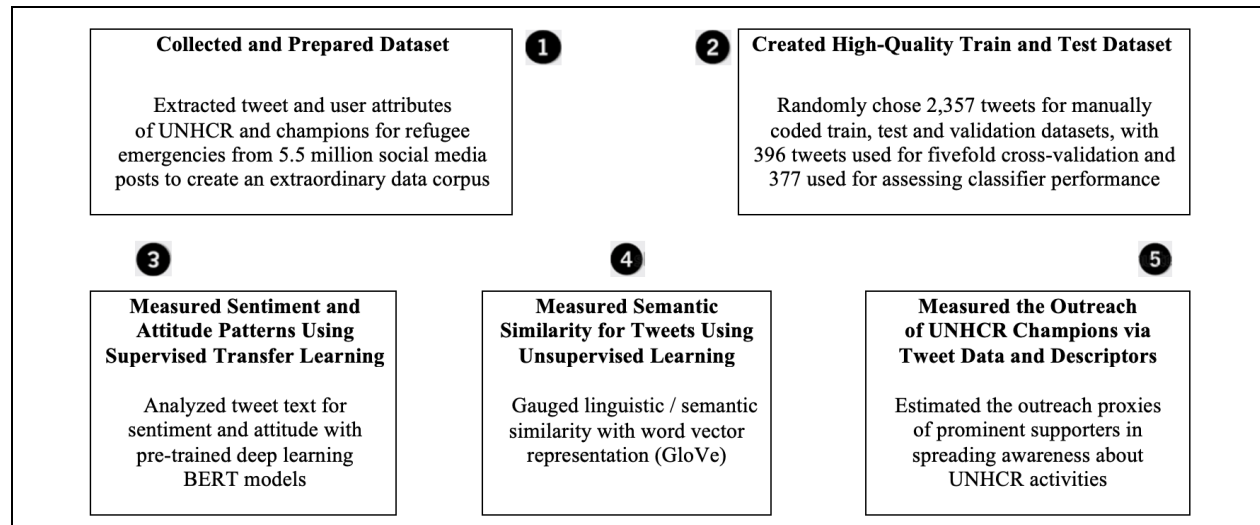 1
Collected and Prepared Dataset
Extracted tweet and user attributes
of UNHCR and champions for refugee
emergencies from 5.5 million social media
posts to create an extraordinary data corpus
2
Created High-Quality Train and Test Dataset
Randomly chose 2,357 tweets for manually
coded train, test and validation datasets, with
396 tweets used for fivefold cross-validation and
377 used for assessing classifier performance
3
Measured Sentiment and
Attitude Patterns Using
Supervised Transfer Learning
Analyzed tweet text for
sentiment and attitude with
pre-trained deep learning
BERT models
4
Measured Semantic
Similarity for Tweets Using
Unsupervised Learning
Gauged linguistic / semantic
similarity with word vector
representation (GloVe)
5
Measured the Outreach
of UNHCR Champions via
Tweet Data and Descriptors
Estimated the outreach proxies
of prominent supporters in
spreading awareness about
UNHCR activities